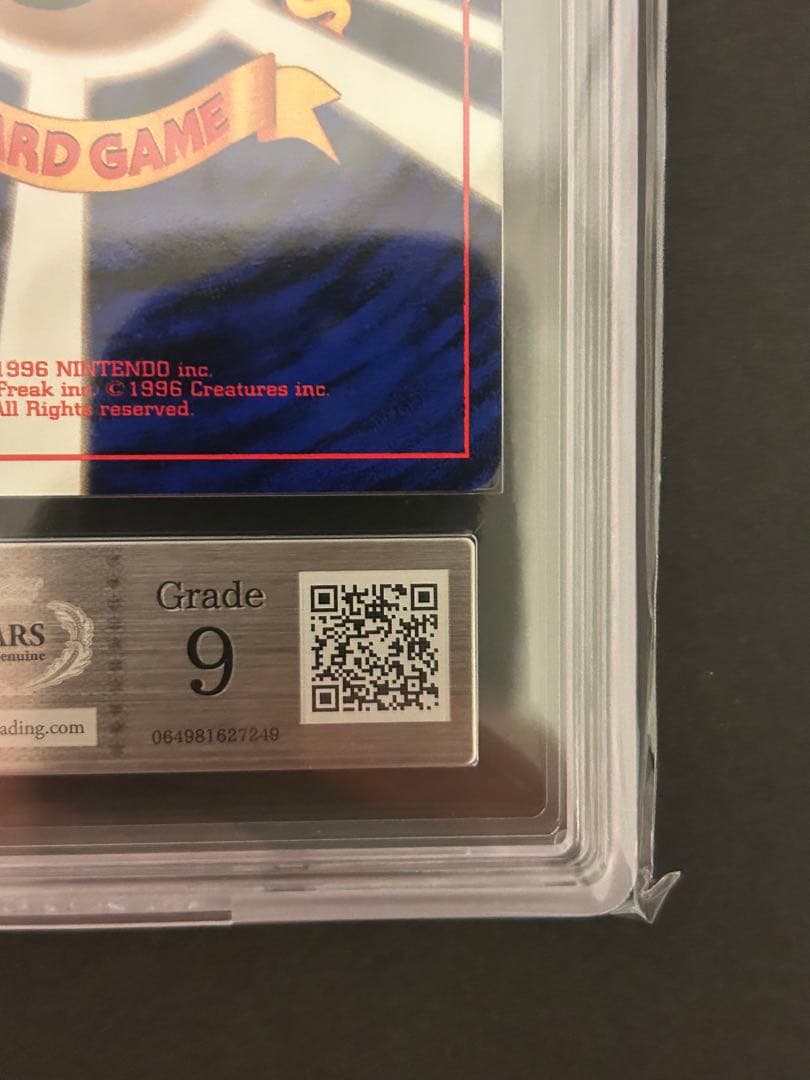 S
ARD GAME
1996 NINTENDO inc.
Freak inc. ©1996 Creatures inc.
All Rights reserved.
Grade
ARS
9
enuine
ading.com
064981627249